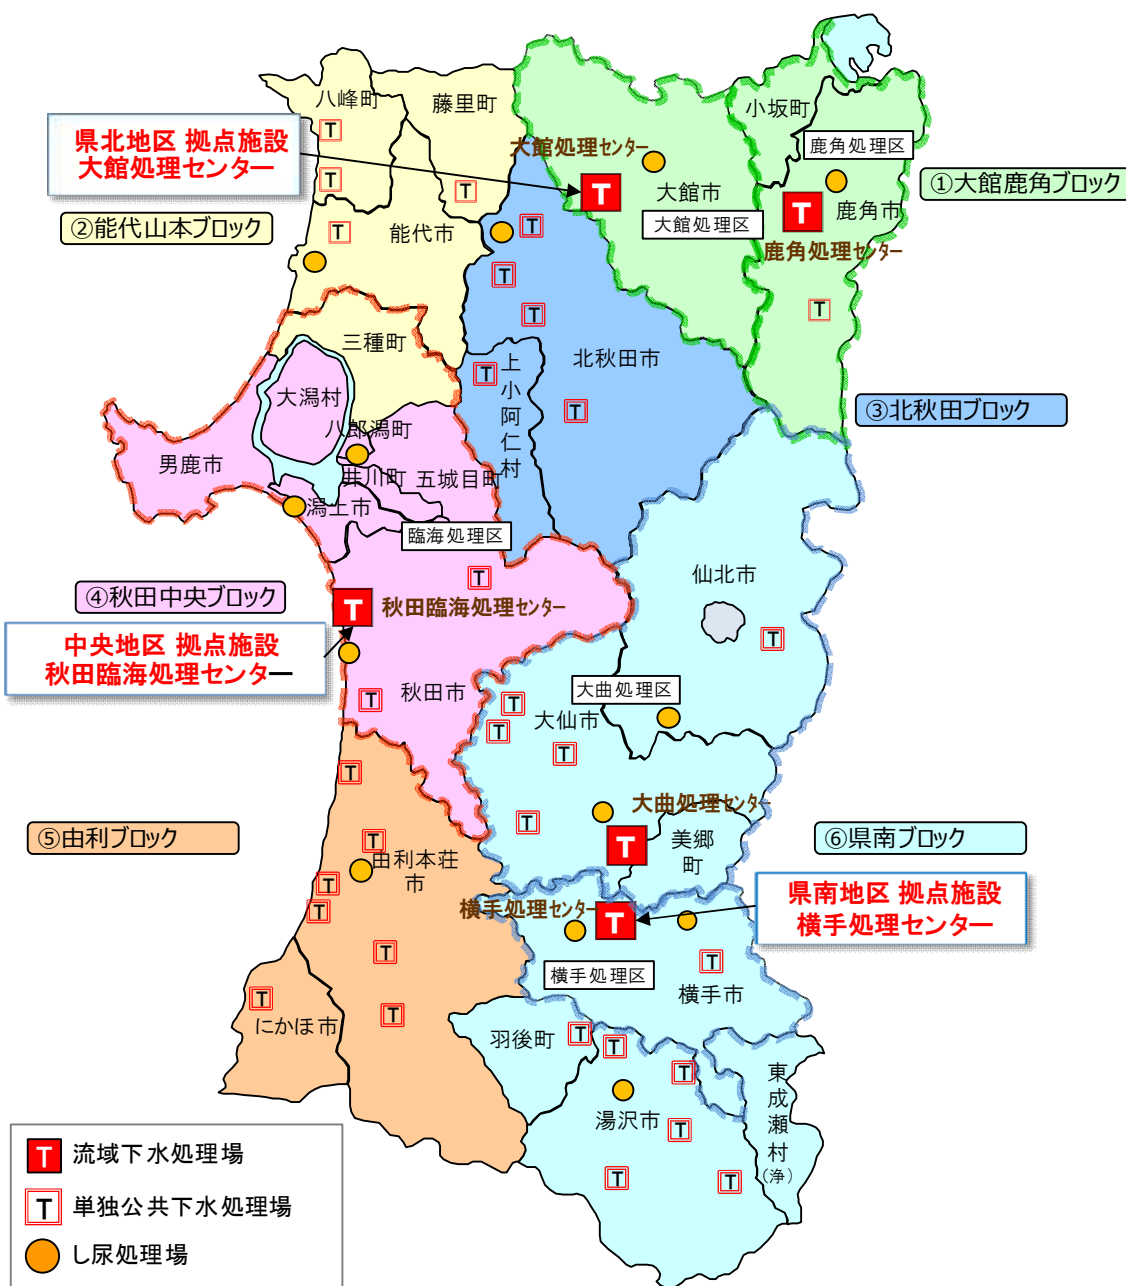 八峰町
藤里町
小坂町
県北地区 拠点施設
大館処理センター
T
大館処理センター
鹿角処理区
T
T
大館市
T
鹿角市
①大館鹿角ブロック
T
②能代山本ブロック
能代市
T
T
大館処理区
鹿角処理センター
T
T
T
三種町
上小阿仁村
北秋田市
T
T
大潟村
③北秋田ブロック
八郎潟町
男鹿市
井川町
五城目町
潟上市
臨海処理区
T
仙北市
④秋田中央ブロック
T
秋田臨海処理センター
中央地区 拠点施設
秋田臨海処理センター
T
秋田市
T
大曲処理区
T
大仙市
T
T
T
大曲処理センター
⑤由利ブロック
T
T
T
美郷町
⑥県南ブロック
由利本荘市
T
T
横手処理センター
T
県南地区 拠点施設
横手処理センター
T
横手処理区
T
横手市
T
にかほ市
T
羽後町
T
T
T
東成瀬村
(浄)
湯沢市
T
T
T
T 流域下水処理場
T 単独公共下水処理場
し尿処理場